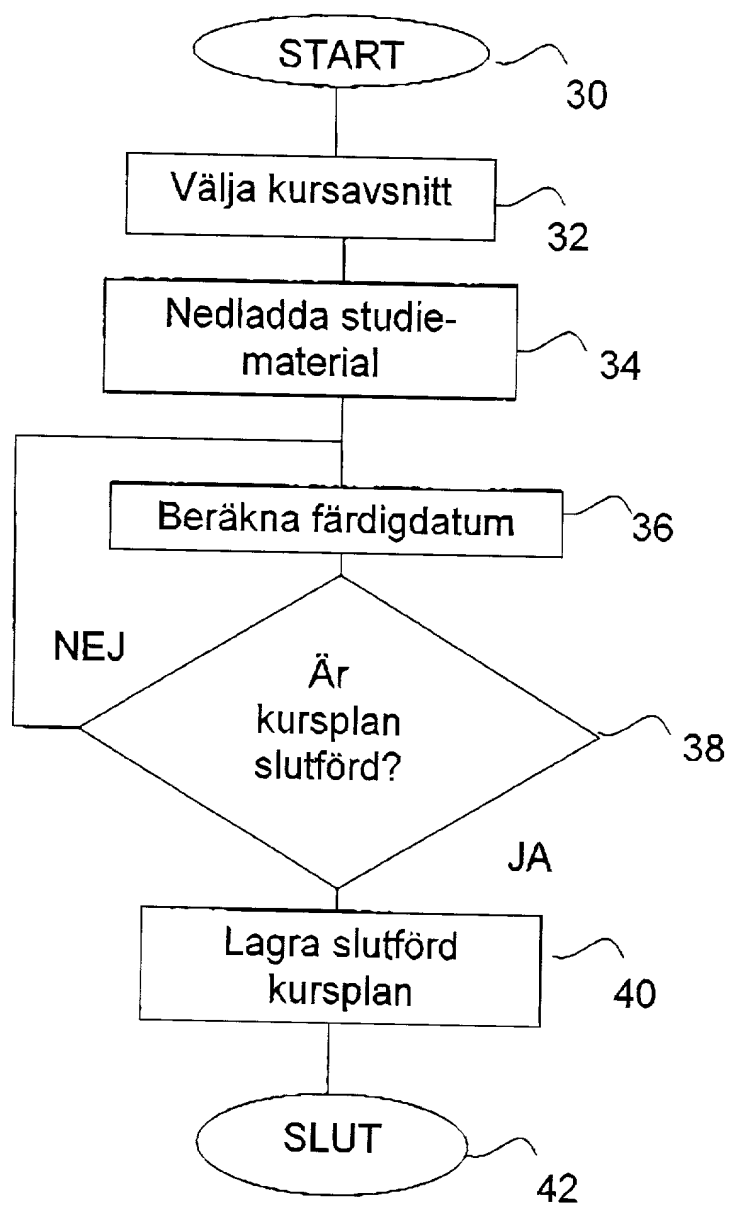 START
30
Välja kursavsnitt
32
Nedladda studie-
material
34
Beräkna färdigdatum
36
NEJ
Är
kursplan
slutförd?
38
JA
Lagra slutförd
kursplan
40
SLUT
42